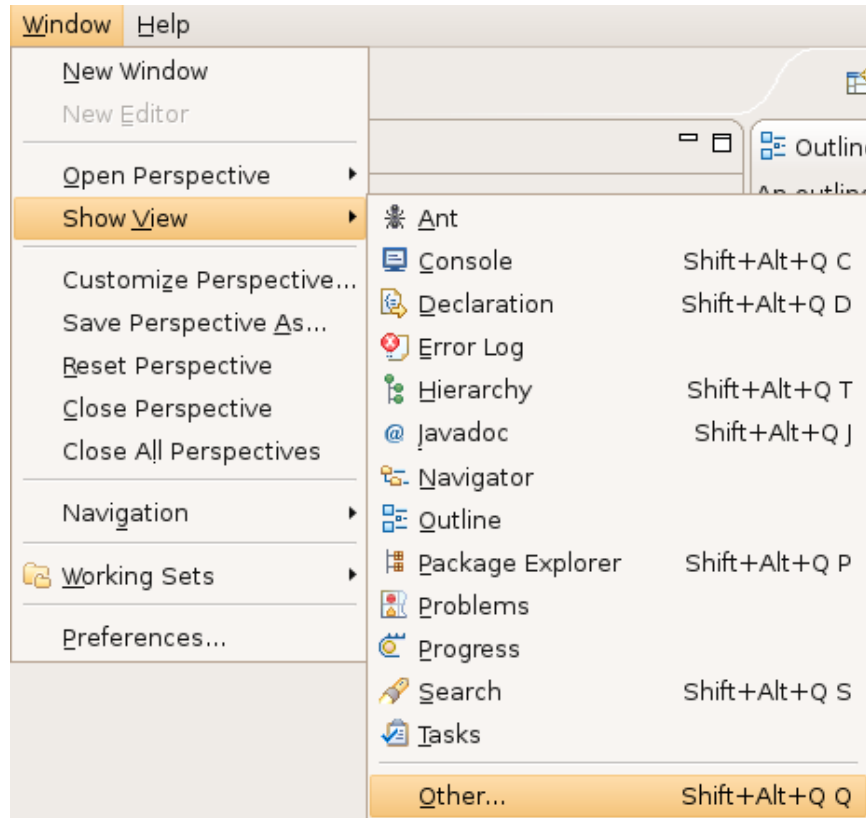 Window Help
New Window
New Editor
Open Perspective
Show View
Customize Perspective...
Save Perspective As...
Reset Perspective
Close Perspective
Close All Perspectives
Navigation
Working Sets
Preferences...
Ant
Console Shift+Alt+Q C
Declaration Shift+Alt+Q D
Error Log
Hierarchy Shift+Alt+Q T
Javadoc Shift+Alt+Q J
Navigator
Outline
Package Explorer Shift+Alt+Q P
Problems
Progress
Search Shift+Alt+Q S
Tasks
Other... Shift+Alt+Q Q